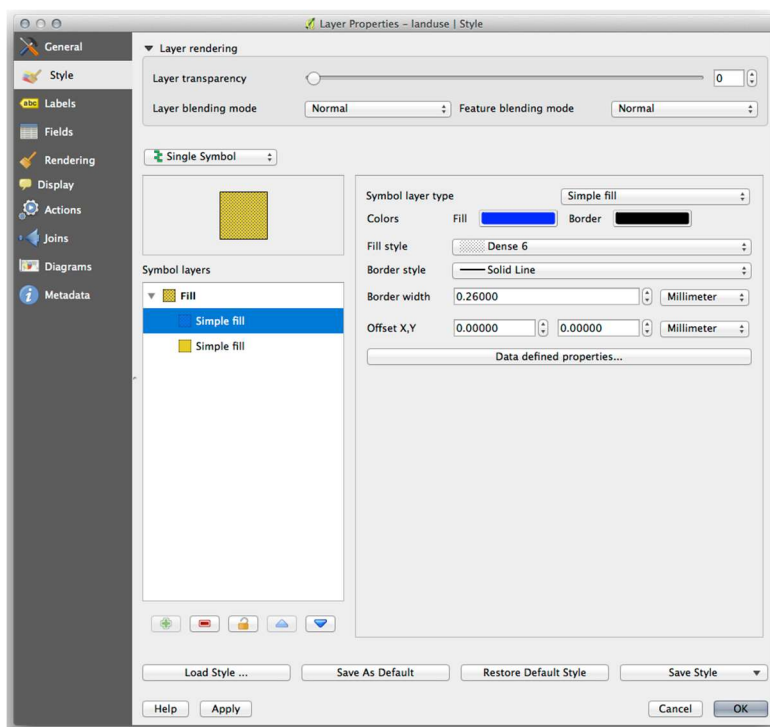 Layer Properties – landuse | Style
General
Style
abc Labels
Fields
Rendering
Display
Actions
Joins
Diagrams
i Metadata
Layer rendering
Layer transparency 0
Layer blending mode Normal Feature blending mode Normal
Single Symbol
Symbol layers
Fill
Simple fill
Simple fill
Symbol layer type Simple fill
Colors Fill Border
Fill style Dense 6
Border style Solid Line
Border width 0.26000 Millimeter
Offset X,Y 0.00000 0.00000 Millimeter
Data defined properties...
Load Style ... Save As Default Restore Default Style Save Style
Help Apply Cancel OK